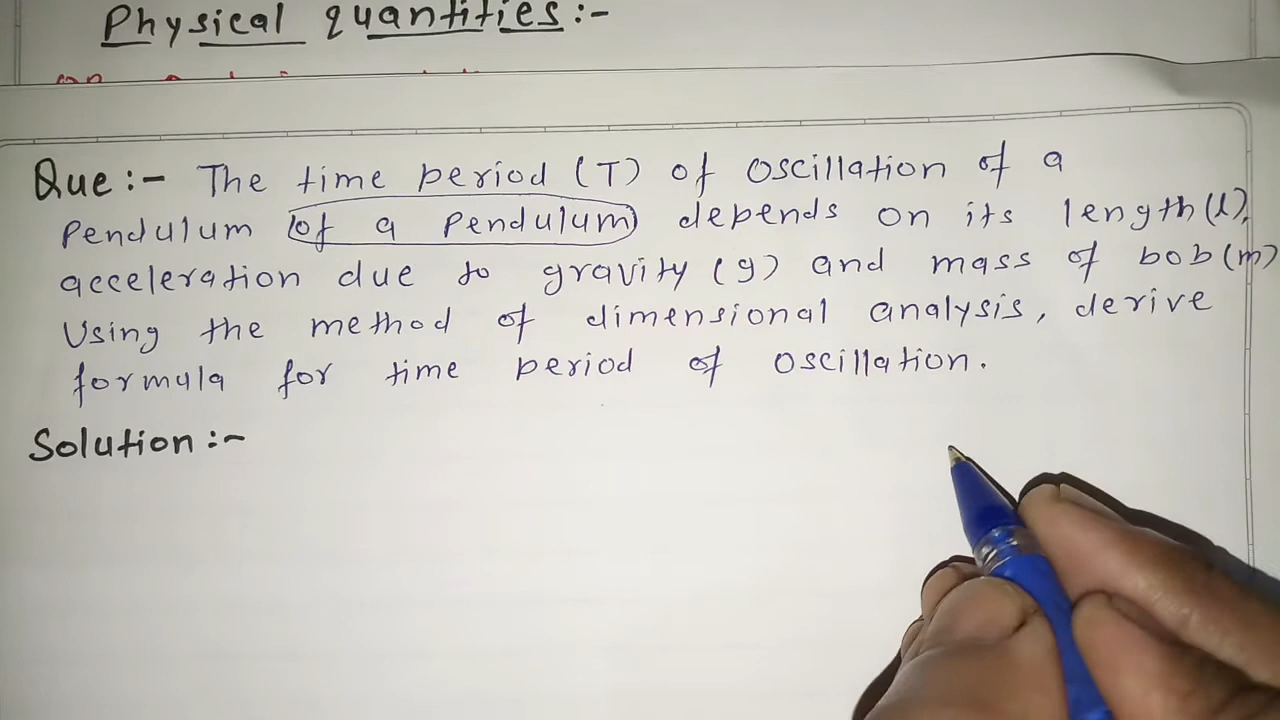 Physical quantities :-
Que :- The time period (T) of oscillation of a
pendulum of a pendulum depends on its length (l),
acceleration due to gravity (g) and mass of bob (m)
Using the method of dimensional analysis, derive
formula for time period of oscillation.
Solution :-